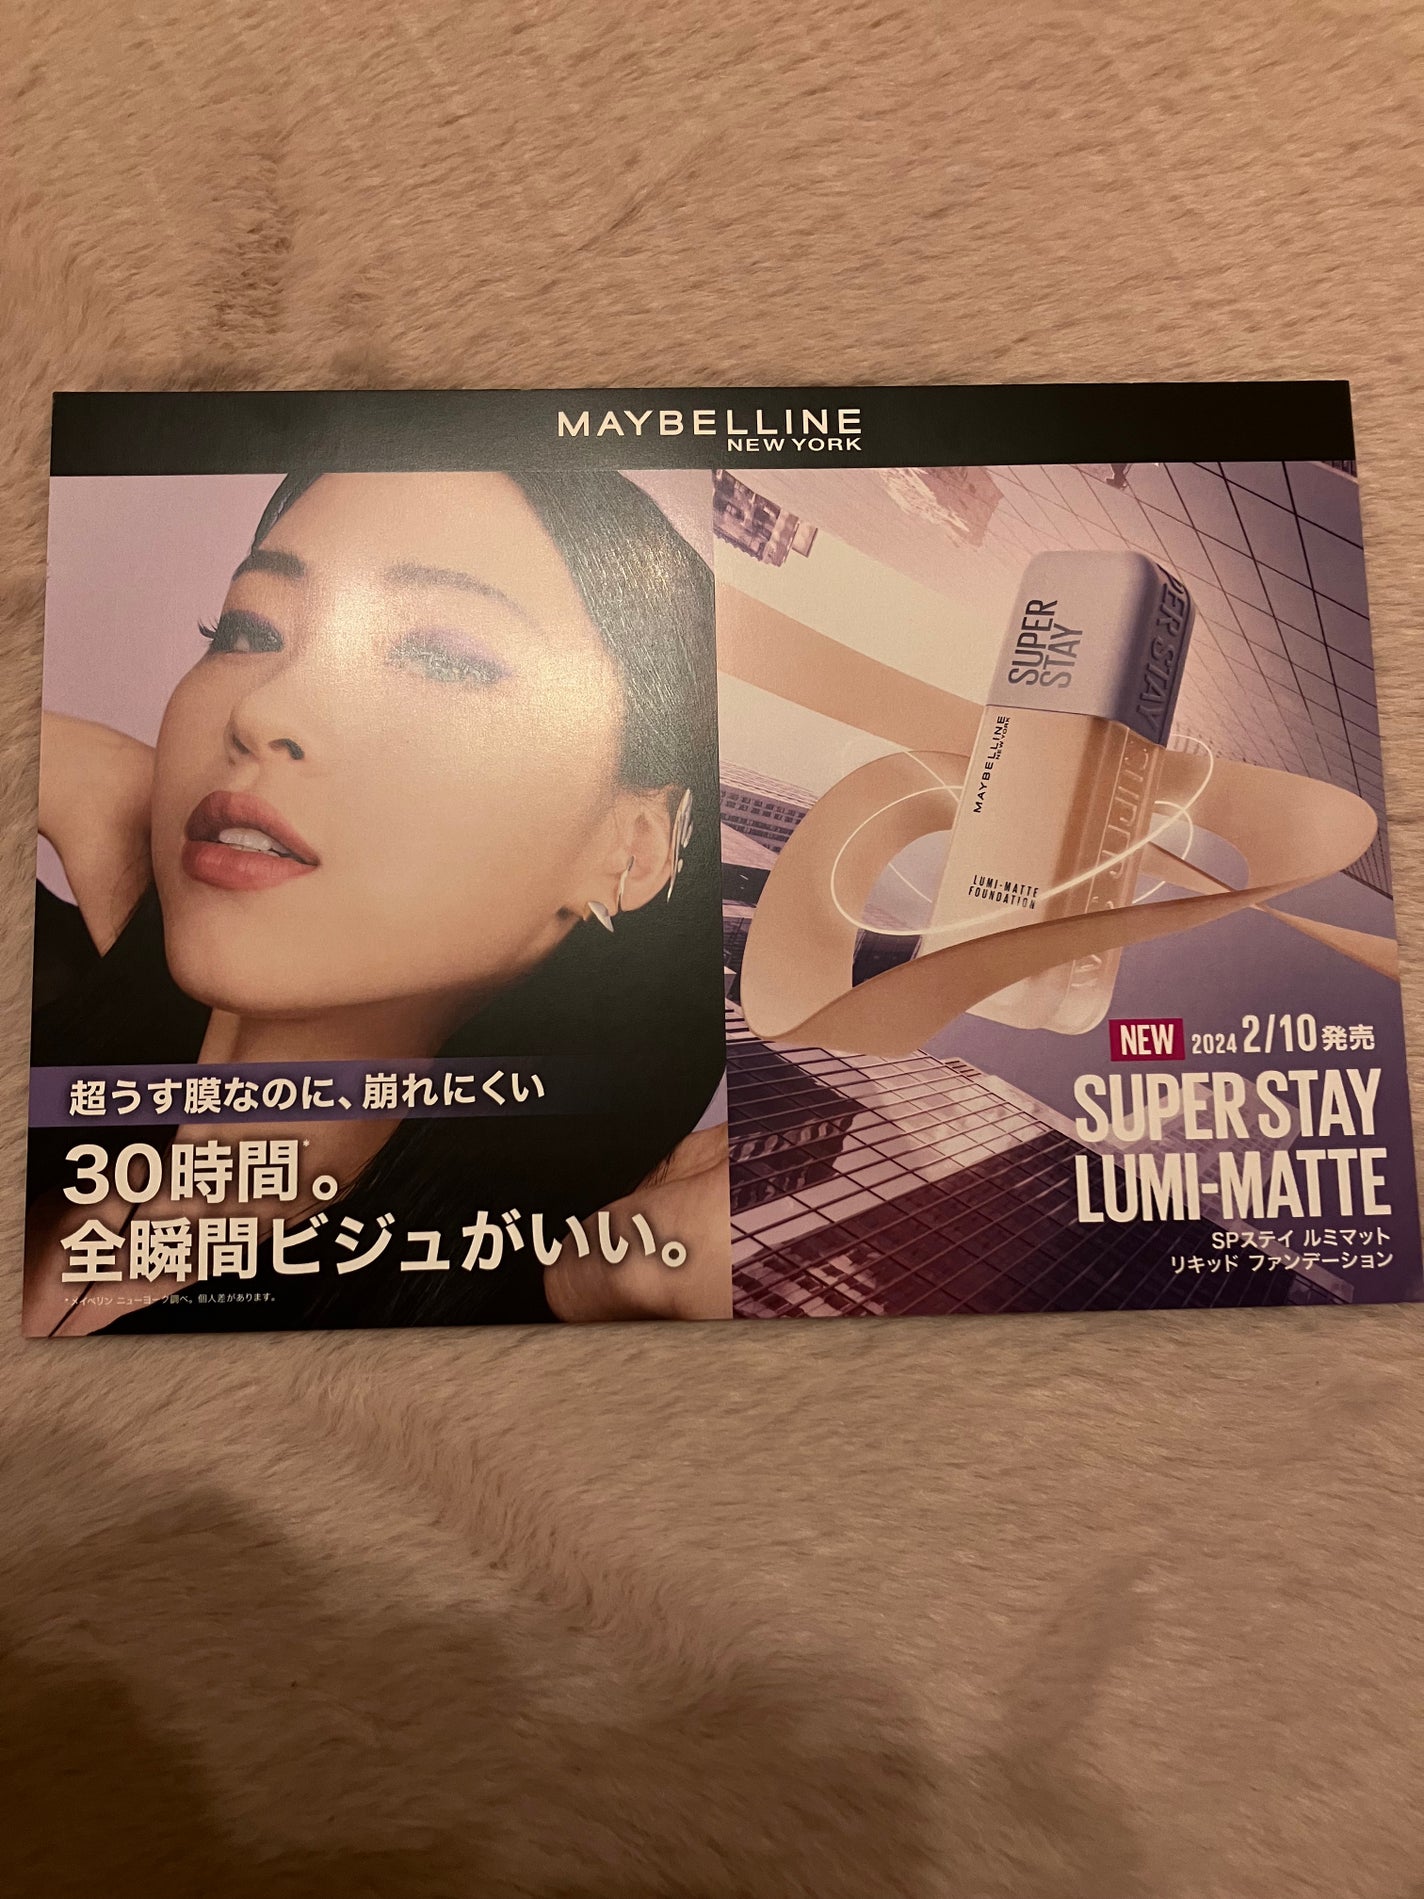 MAYBELLINE
NEW YORK
超うす膜なのに、崩れにくい
30時間*。
全瞬間ビジュがいい。
*メイベリン ニューヨーク調べ。個人差があります。
SUPER
STAY
MAYBELLINE
NEW YORK
LUMI-MATTE
FOUNDATION
NEW 2024 2/10 発売
SUPER STAY
LUMI-MATTE
SPステイ ルミマット
リキッド ファンデーション